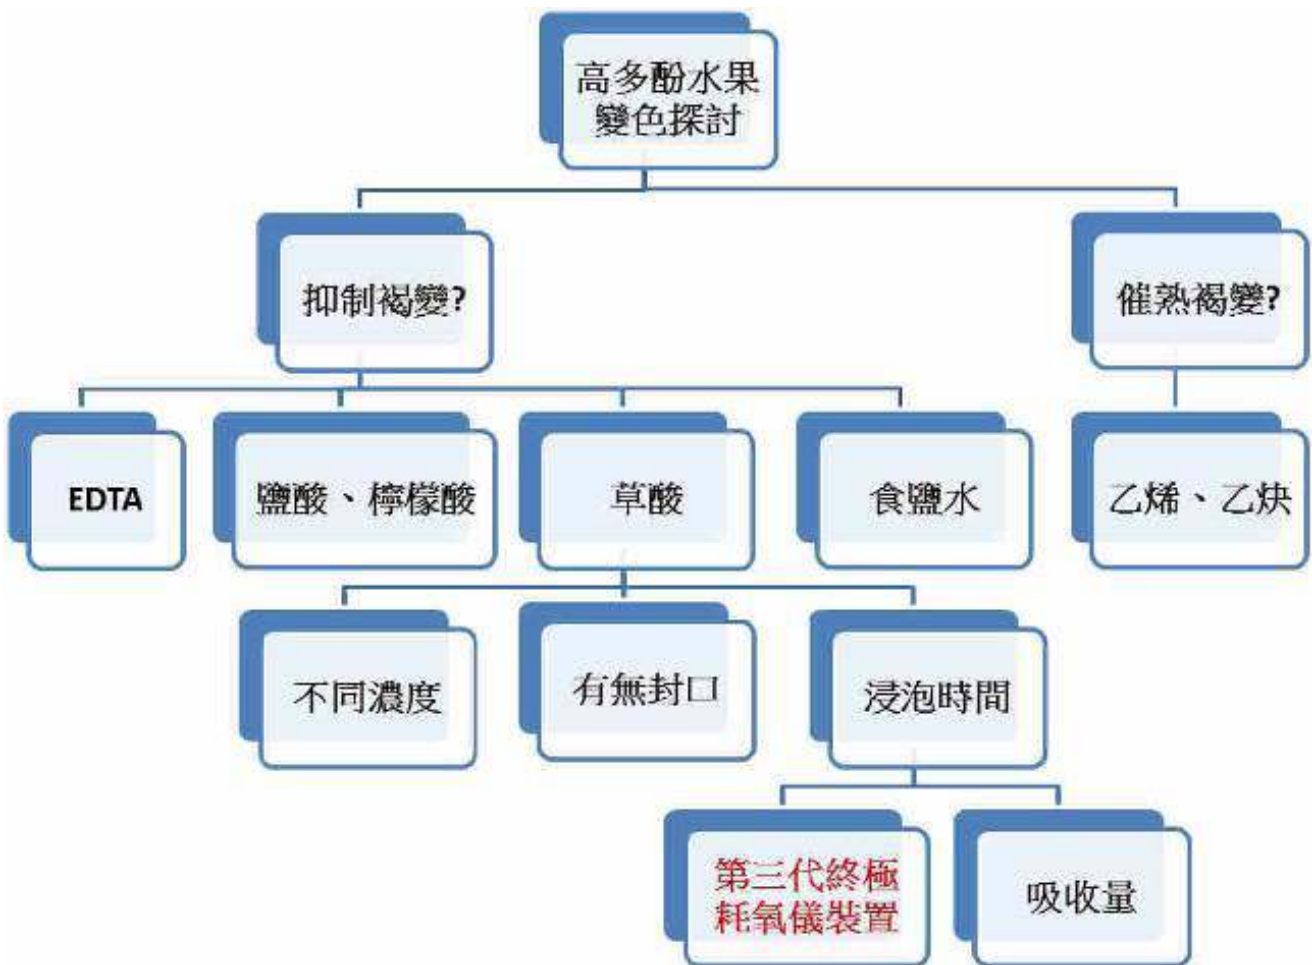 高多酚水果
變色探討
抑制褐變?
催熟褐變?
EDTA
鹽酸、檸檬酸
草酸
食鹽水
乙烯、乙炔
不同濃度
有無封口
浸泡時間
第三代終極
耗氧儀裝置
吸收量